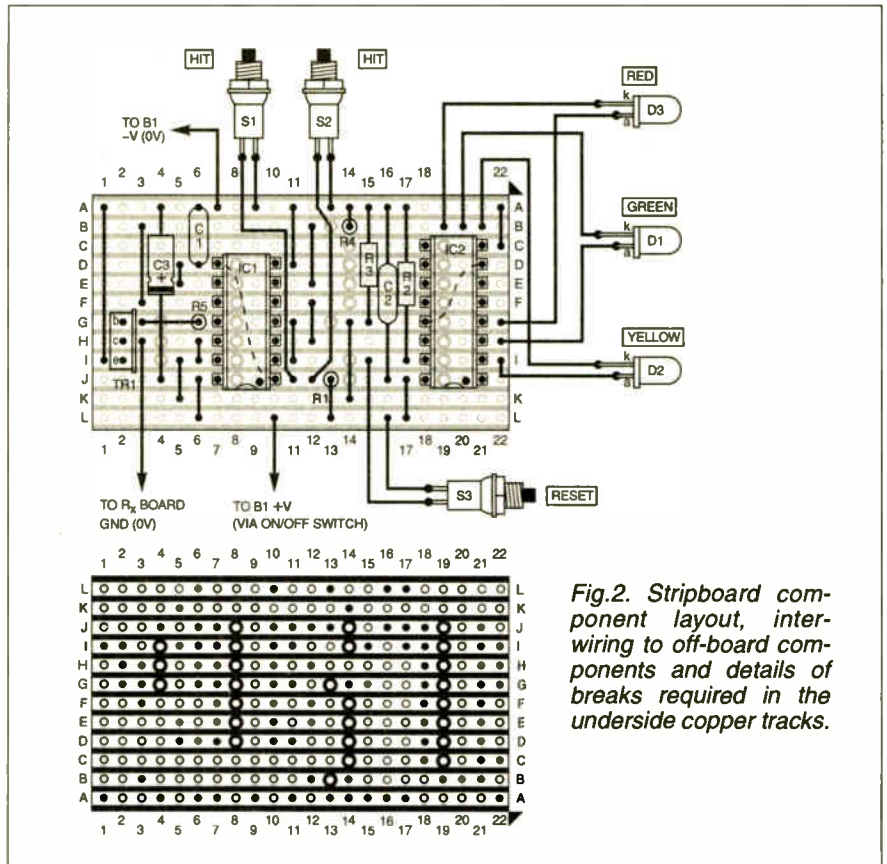 HIT
HIT
RED
S1
S2
k
a
D3
TO B1
–V (0V)
1 2 3 4 5 6 7 8 9 10 11 12 13 14 15 16 17 18 22
GREEN
k
a
D1
A
B
C
D
E
F
G
H
I
J
K
L
C1
C3
+
IC1
R4
R3
C2
R2
IC2
A
B
C
D
E
F
I
K
L
R5
b
c
e
TR1
R1
YELLOW
k
a
D2
1 2 3 4 5 6 7 8 9 10 11 12 13 14 17 18 19 20 21 22
S3
RESET
TO RX BOARD
GND (0V)
TO B1 +V
(VIA ON/OFF SWITCH)
1 2 3 4 5 6 7 8 9 10 11 12 13 14 15 16 17 18 19 20 21 22
L L
K K
J J
I I
H H
G G
F F
E E
D D
C C
B B
A A
1 2 3 4 5 6 7 8 9 10 11 12 13 14 15 16 17 18 19 20 21 22
Fig.2. Stripboard com-
ponent layout, inter-
wiring to off-board com-
ponents and details of
breaks required in the
underside copper tracks.